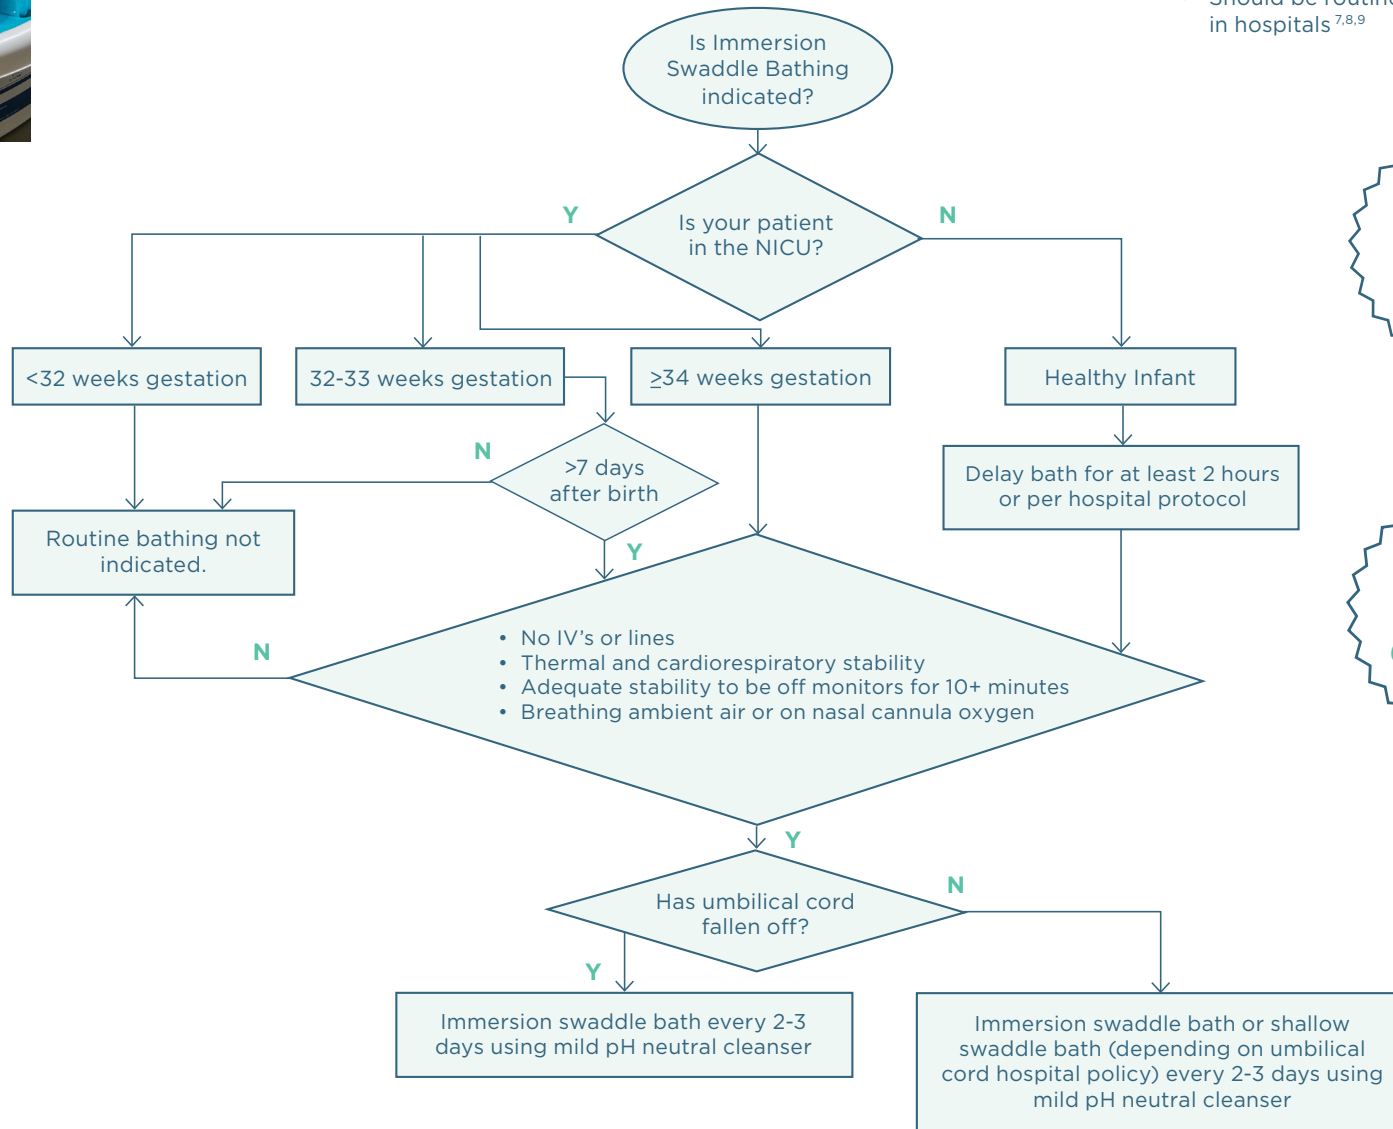 Should be routine
in hospitals 7,8,9
Is Immersion
Swaddle Bathing
indicated?
Is your patient
in the NICU?
Y
N
<32 weeks gestation
32-33 weeks gestation
≥34 weeks gestation
Healthy Infant
N
>7 days
after birth
Y
Delay bath for at least 2 hours
or per hospital protocol
Routine bathing not
indicated.
N
• No IV's or lines
• Thermal and cardiorespiratory stability
• Adequate stability to be off monitors for 10+ minutes
• Breathing ambient air or on nasal cannula oxygen
Y
Has umbilical cord
fallen off?
N
Y
Immersion swaddle bath every 2-3
days using mild pH neutral cleanser
Immersion swaddle bath or shallow
swaddle bath (depending on umbilical
cord hospital policy) every 2-3 days using
mild pH neutral cleanser